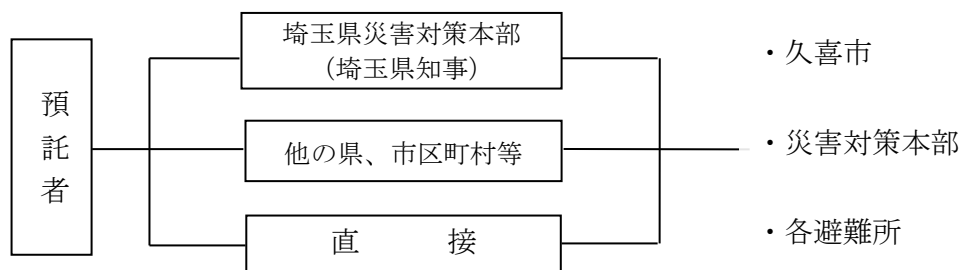 預託者
埼玉県災害対策本部
（埼玉県知事）
他の県、市区町村等
直　　接
・久喜市
・災害対策本部
・各避難所